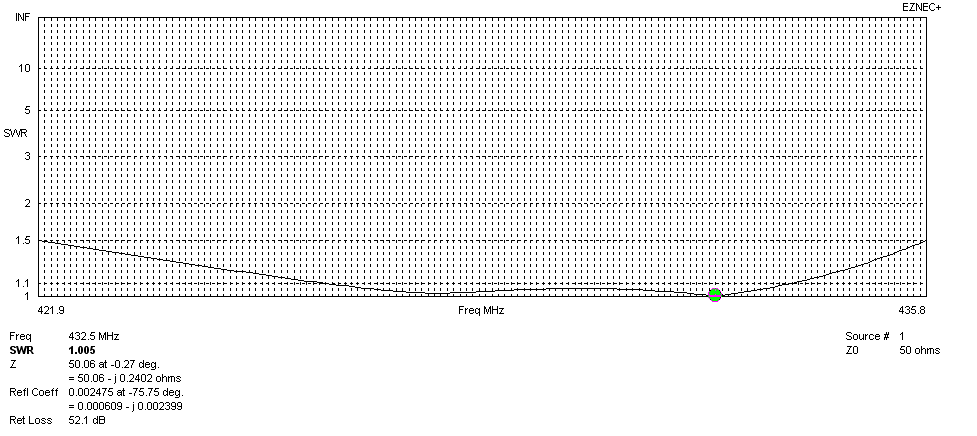 EZNEC+
INF
10
5
SWR
3
2
1.5
1.1
1
421.9 Freq MHz 435.8
Freq 432.5 MHz Source # 1
SWR 1.005 Z0 50 ohms
Z 50.06 at -0.27 deg.
= 50.06 - j 0.2402 ohms
Refl Coeff 0.002475 at -75.75 deg.
= 0.000609 - j 0.002399
Ret Loss 52.1 dB